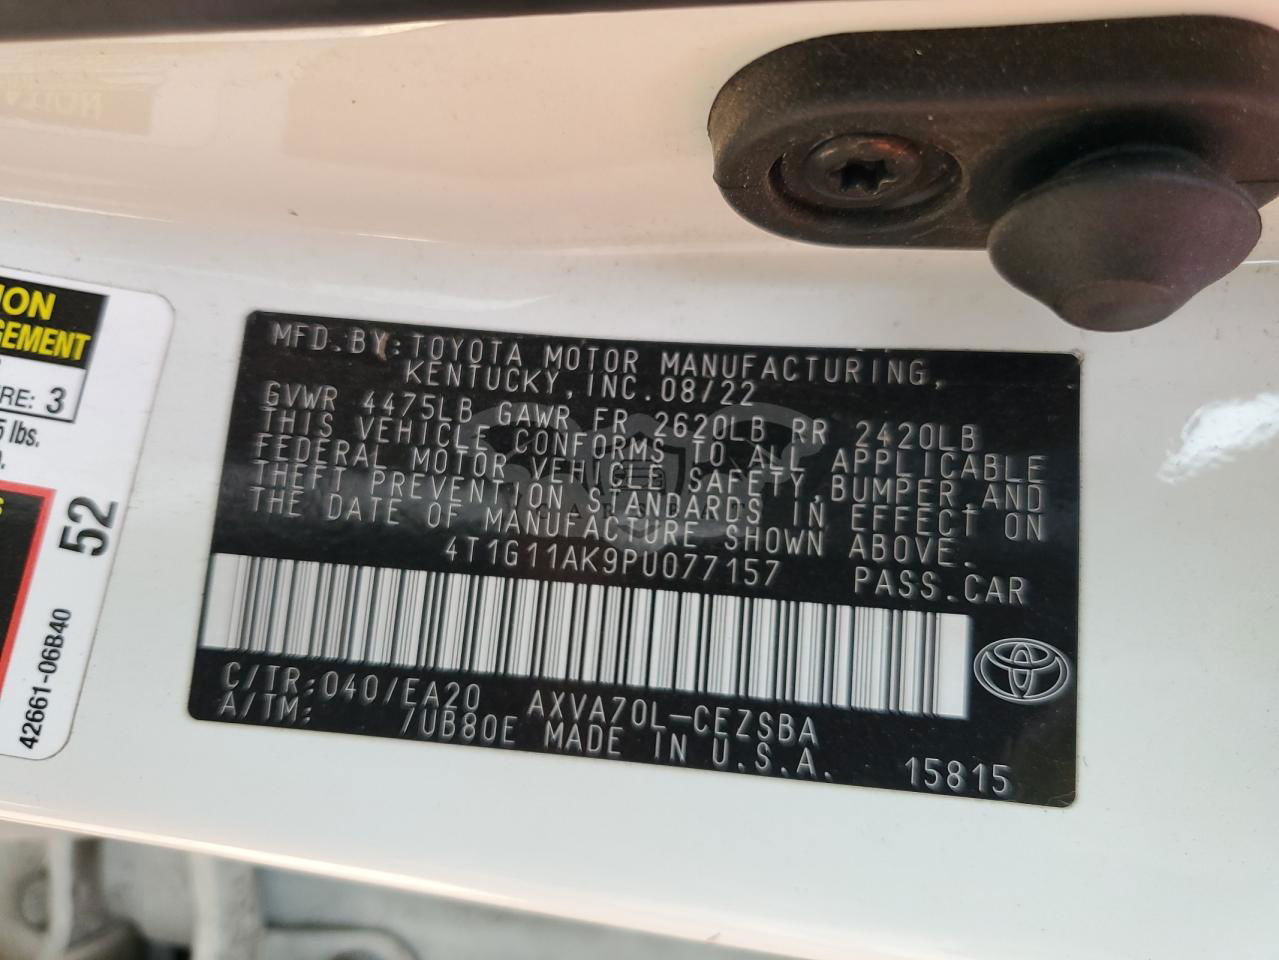 ION
GEMENT
RE: 3
5 lbs.
52
42661-06B40
MFD. BY: TOYOTA MOTOR MANUFACTURING,
KENTUCKY, INC. 08/22
GVWR 4475LB GAWR FR 2620LB RR 2420LB
THIS VEHICLE CONFORMS TO ALL APPLICABLE
FEDERAL MOTOR VEHICLE SAFETY, BUMPER AND
THEFT PREVENTION STANDARDS IN EFFECT ON
THE DATE OF MANUFACTURE SHOWN ABOVE.
4T1G11AK9PU077157 PASS. CAR
C/TR: 040/EA20 AXVA70L-CEZSBA
A/TM: /UB80E MADE IN U.S.A. 15815